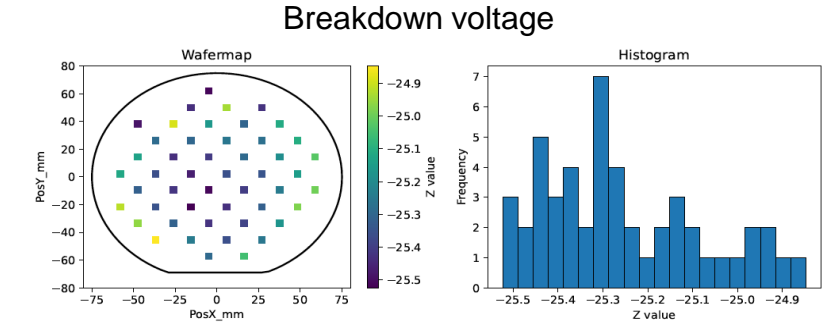 Breakdown voltage
Wafermap
80
60
40
20
0
−20
−40
−60
−80
PosY_mm
−75 −50 −25 0 25 50 75
PosX_mm
−24.9
−25.0
−25.1
−25.2
−25.3
−25.4
−25.5
Z value
Histogram
7
6
5
4
3
2
1
0
Frequency
−25.5 −25.4 −25.3 −25.2 −25.1 −25.0 −24.9
Z value